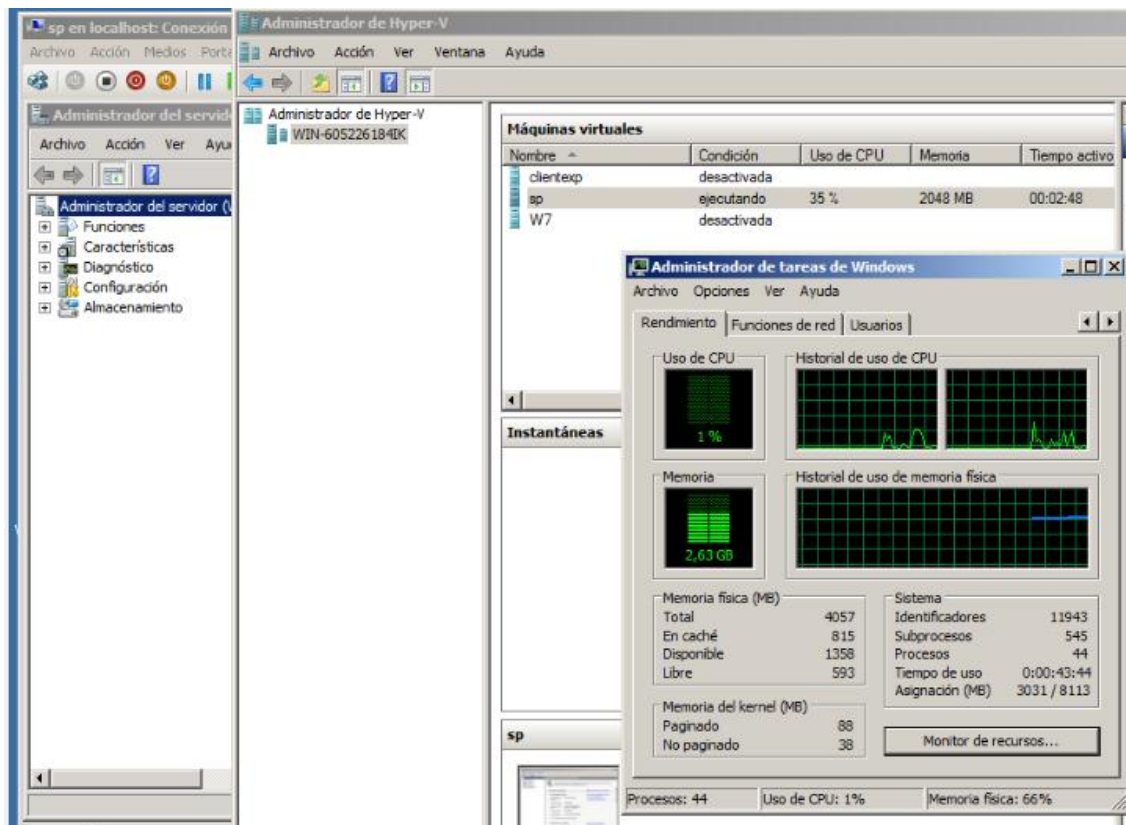 sp en localhost: Conexión
Archivo Acción Medios Porta
Administrador del servid
Archivo Acción Ver Ayu
Administrador del servidor (
Funciones
Características
Diagnóstico
Configuración
Almacenamiento
Administrador de Hyper-V
Archivo Acción Ver Ventana Ayuda
Administrador de Hyper-V
WIN-605226184IK
Máquinas virtuales
Nombre Condición Uso de CPU Memoria Tiempo activo
clientexp desactivada
sp ejecutando 35 % 2048 MB 00:02:48
W7 desactivada
Instantáneas
sp
Administrador de tareas de Windows
Archivo Opciones Ver Ayuda
Rendimiento Funciones de red Usuarios
Uso de CPU Historial de uso de CPU
1 %
Memoria Historial de uso de memoria física
2,63 GB
Memoria física (MB)
Total 4057
En caché 815
Disponible 1358
Libre 593
Memoria del kernel (MB)
Paginado 88
No paginado 38
Sistema
Identificadores 11943
Subprocesos 545
Procesos 44
Tiempo de uso 0:00:43:44
Asignación (MB) 3031 / 8113
Monitor de recursos...
Procesos: 44 Uso de CPU: 1% Memoria física: 66%